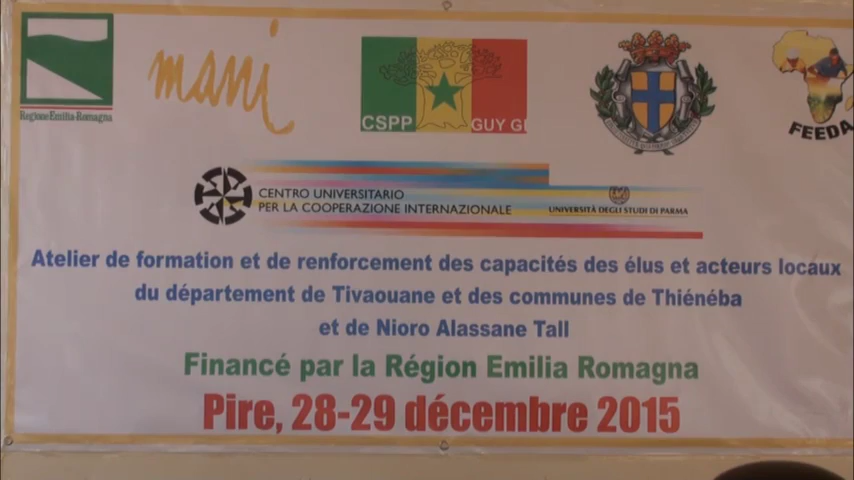 Regione Emilia-Romagna
mani
CSPP GUY GI
FEEDA
CENTRO UNIVERSITARIO
PER LA COOPERAZIONE INTERNAZIONALE
UNIVERSITÀ DEGLI STUDI DI PARMA
Atelier de formation et de renforcement des capacités des élus et acteurs locaux
du département de Tivaouane et des communes de Thiénéba
et de Nioro Alassane Tall
Financé par la Région Emilia Romagna
Pire, 28-29 décembre 2015